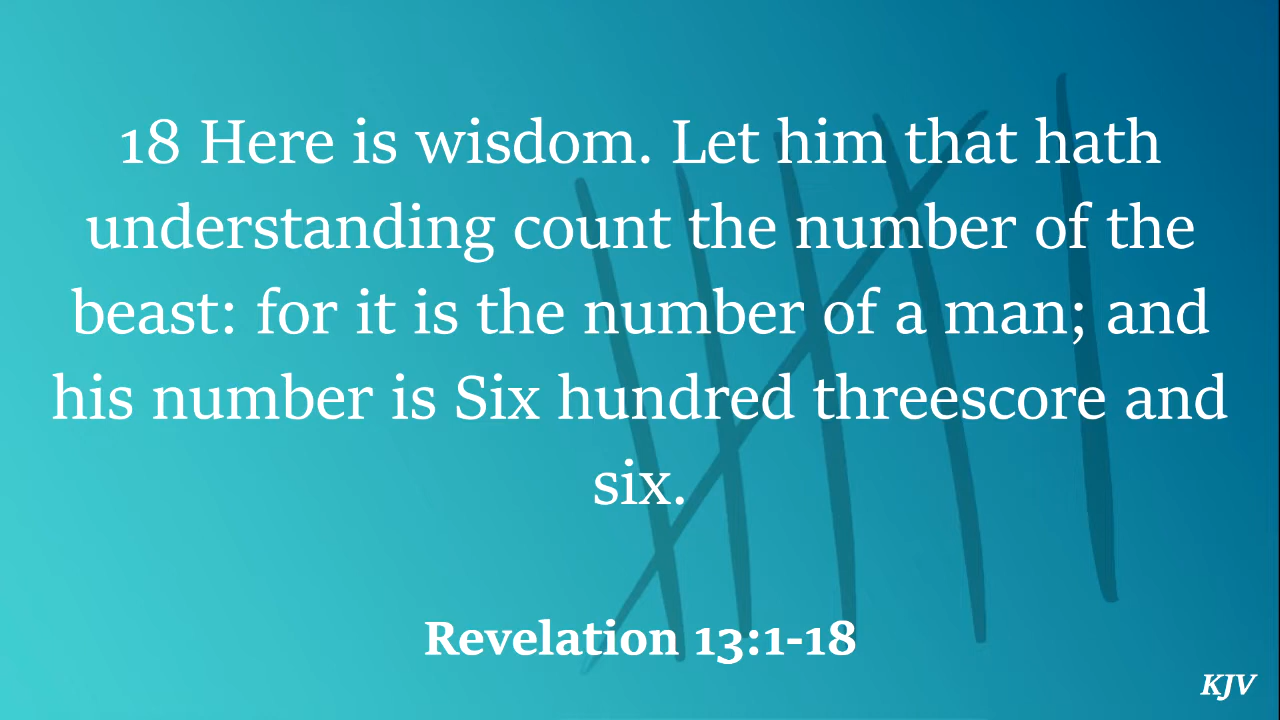 18 Here is wisdom. Let him that hath
understanding count the number of the
beast: for it is the number of a man; and
his number is Six hundred threescore and
six.
Revelation 13:1-18
KJV